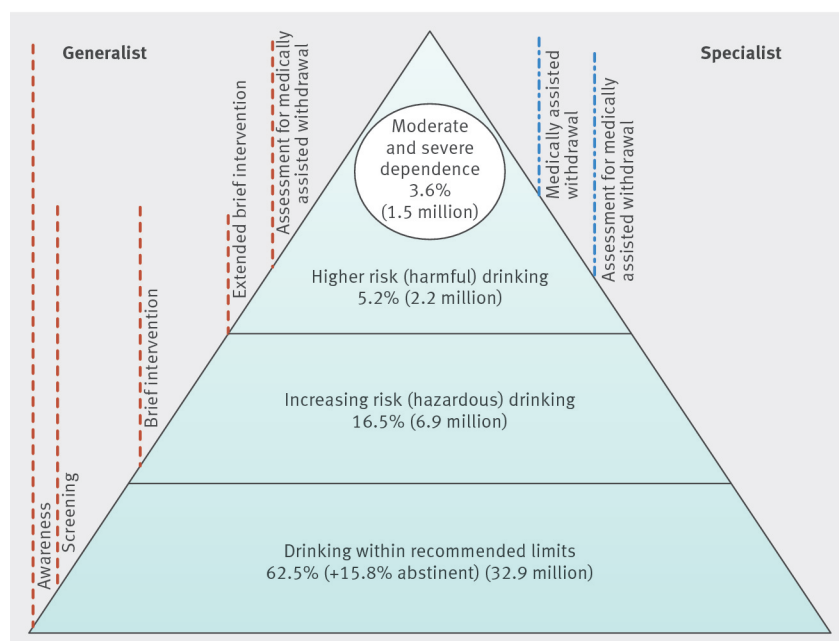 Generalist
Specialist
Awareness
Screening
Brief intervention
Extended brief intervention
Assessment for medically
assisted withdrawal
Moderate
and severe
dependence
3.6%
(1.5 million)
Medically assisted
withdrawal
Assessment for medically
assisted withdrawal
Higher risk (harmful) drinking
5.2% (2.2 million)
Increasing risk (hazardous) drinking
16.5% (6.9 million)
Drinking within recommended limits
62.5% (+15.8% abstinent) (32.9 million)